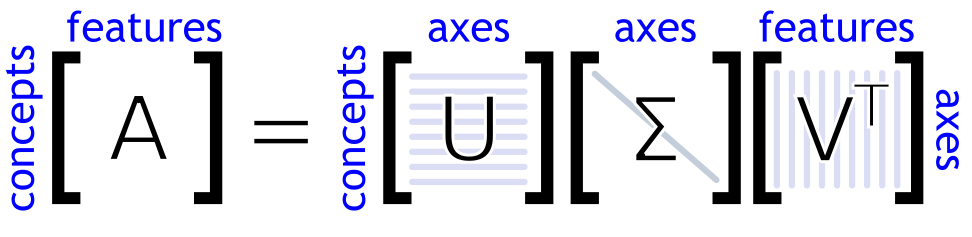 features axes axes features
concepts [ A ] = concepts [ U ] [ Σ ] [ Vᵀ ] axes